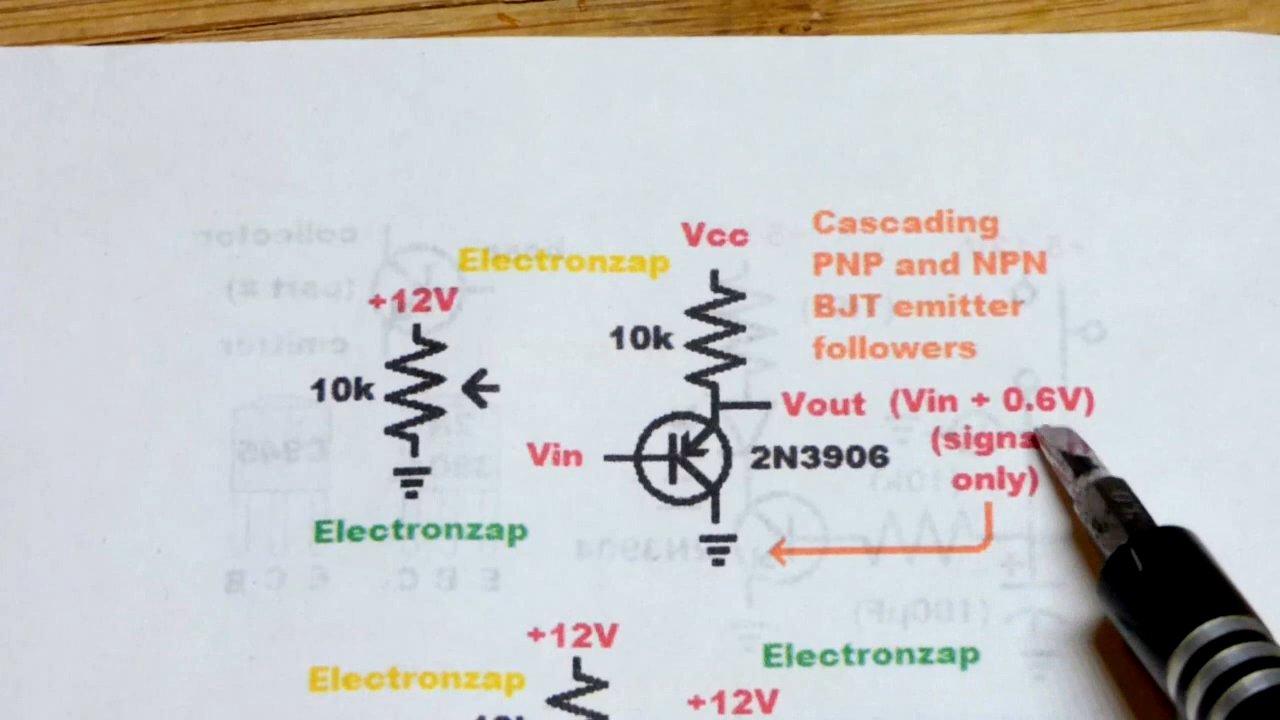 Vcc
Cascading
PNP and NPN
BJT emitter
followers
Electronzap
+12V
10k
10k
Vout (Vin + 0.6V)
Vin
2N3906
only)
Electronzap
+12V
Electronzap
Electronzap
+12V